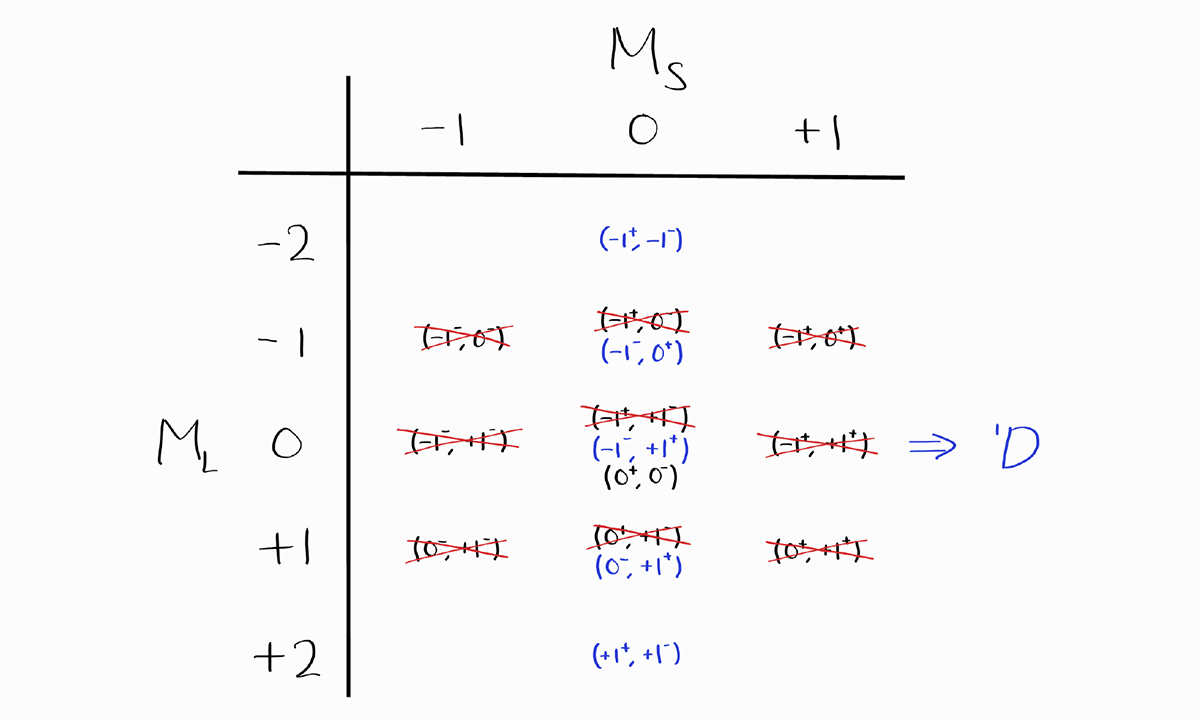 M_S
-1 0 +1
-2 (-1⁺, -1⁻)
-1 (-1⁻, 0⁻) (-1⁺, 0⁻) (-1⁺, 0⁺)
(-1⁻, 0⁺)
(-1⁺, +1⁻)
M_L 0 (-1⁻, +1⁻) (-1⁻, +1⁺) (-1⁺, +1⁺) ⇒ ¹D
(0⁺, 0⁻)
+1 (0⁻, +1⁻) (0⁺, +1⁻) (0⁺, +1⁺)
(0⁻, +1⁺)
+2 (+1⁺, +1⁻)